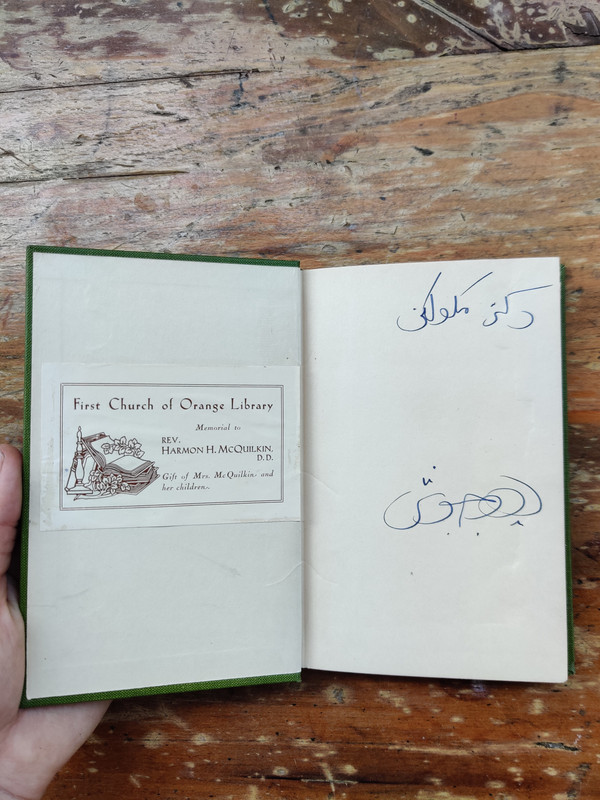 First Church of Orange Library
Memorial to
REV.
HARMON H. MCQUILKIN,
D.D.
Gift of Mrs. McQuilkin and
her children.
دکتر مکولکن